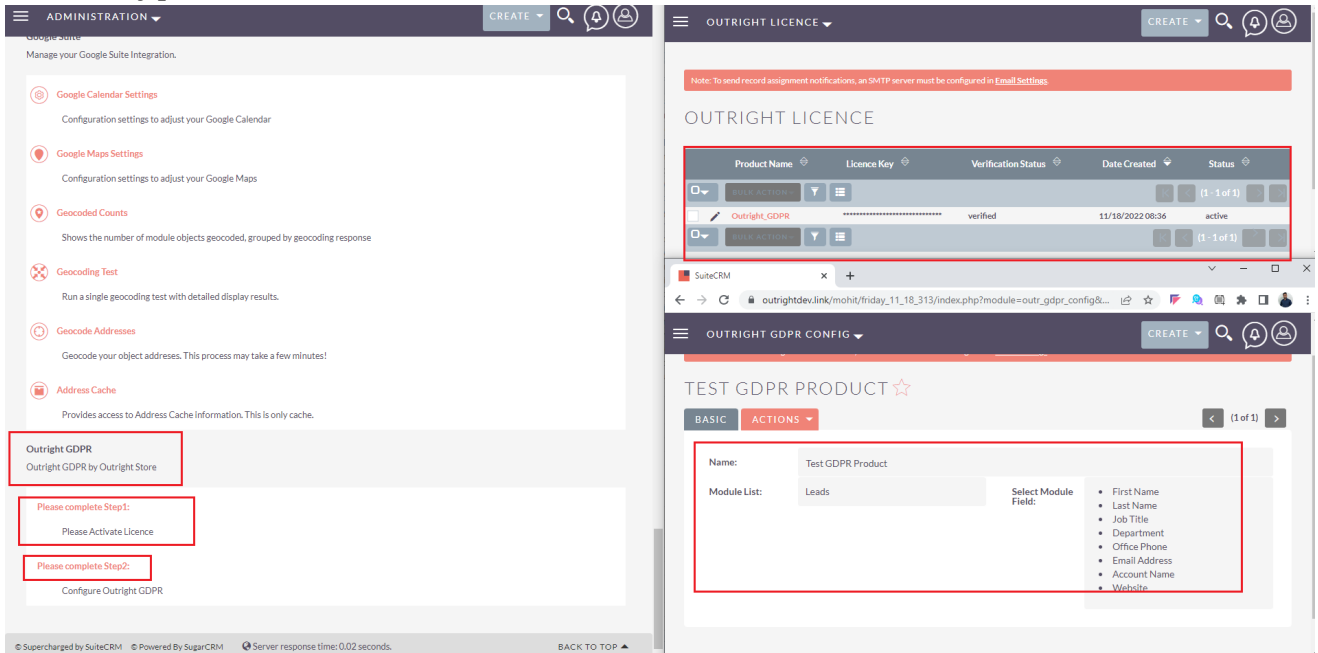 ADMINISTRATION
CREATE
Google Suite
Manage your Google Suite Integration.
Google Calendar Settings
Configuration settings to adjust your Google Calendar
Google Maps Settings
Configuration settings to adjust your Google Maps
Geocoded Counts
Shows the number of module objects geocoded, grouped by geocoding response
Geocoding Test
Run a single geocoding test with detailed display results.
Geocode Addresses
Geocode your object addresses. This process may take a few minutes!
Address Cache
Provides access to Address Cache information. This is only cache.
Outright GDPR
Outright GDPR by Outright Store
Please complete Step1:
Please Activate Licence
Please complete Step2:
Configure Outright GDPR
© Supercharged by SuiteCRM © Powered By SugarCRM Server response time: 0.02 seconds. BACK TO TOP
OUTRIGHT LICENCE
CREATE
Note: To send record assignment notifications, an SMTP server must be configured in Email Settings.
OUTRIGHT LICENCE
Product Name Licence Key Verification Status Date Created Status
BULK ACTION (1 - 1 of 1)
Outright_GDPR ****************************** verified 11/18/2022 08:36 active
BULK ACTION (1 - 1 of 1)
SuiteCRM
outrightdev.link/mohit/friday_11_18_313/index.php?module=outr_gdpr_config&...
OUTRIGHT GDPR CONFIG
CREATE
TEST GDPR PRODUCT
BASIC ACTIONS (1 of 1)
Name: Test GDPR Product
Module List: Leads
Select Module Field:
First Name
Last Name
Job Title
Department
Office Phone
Email Address
Account Name
Website